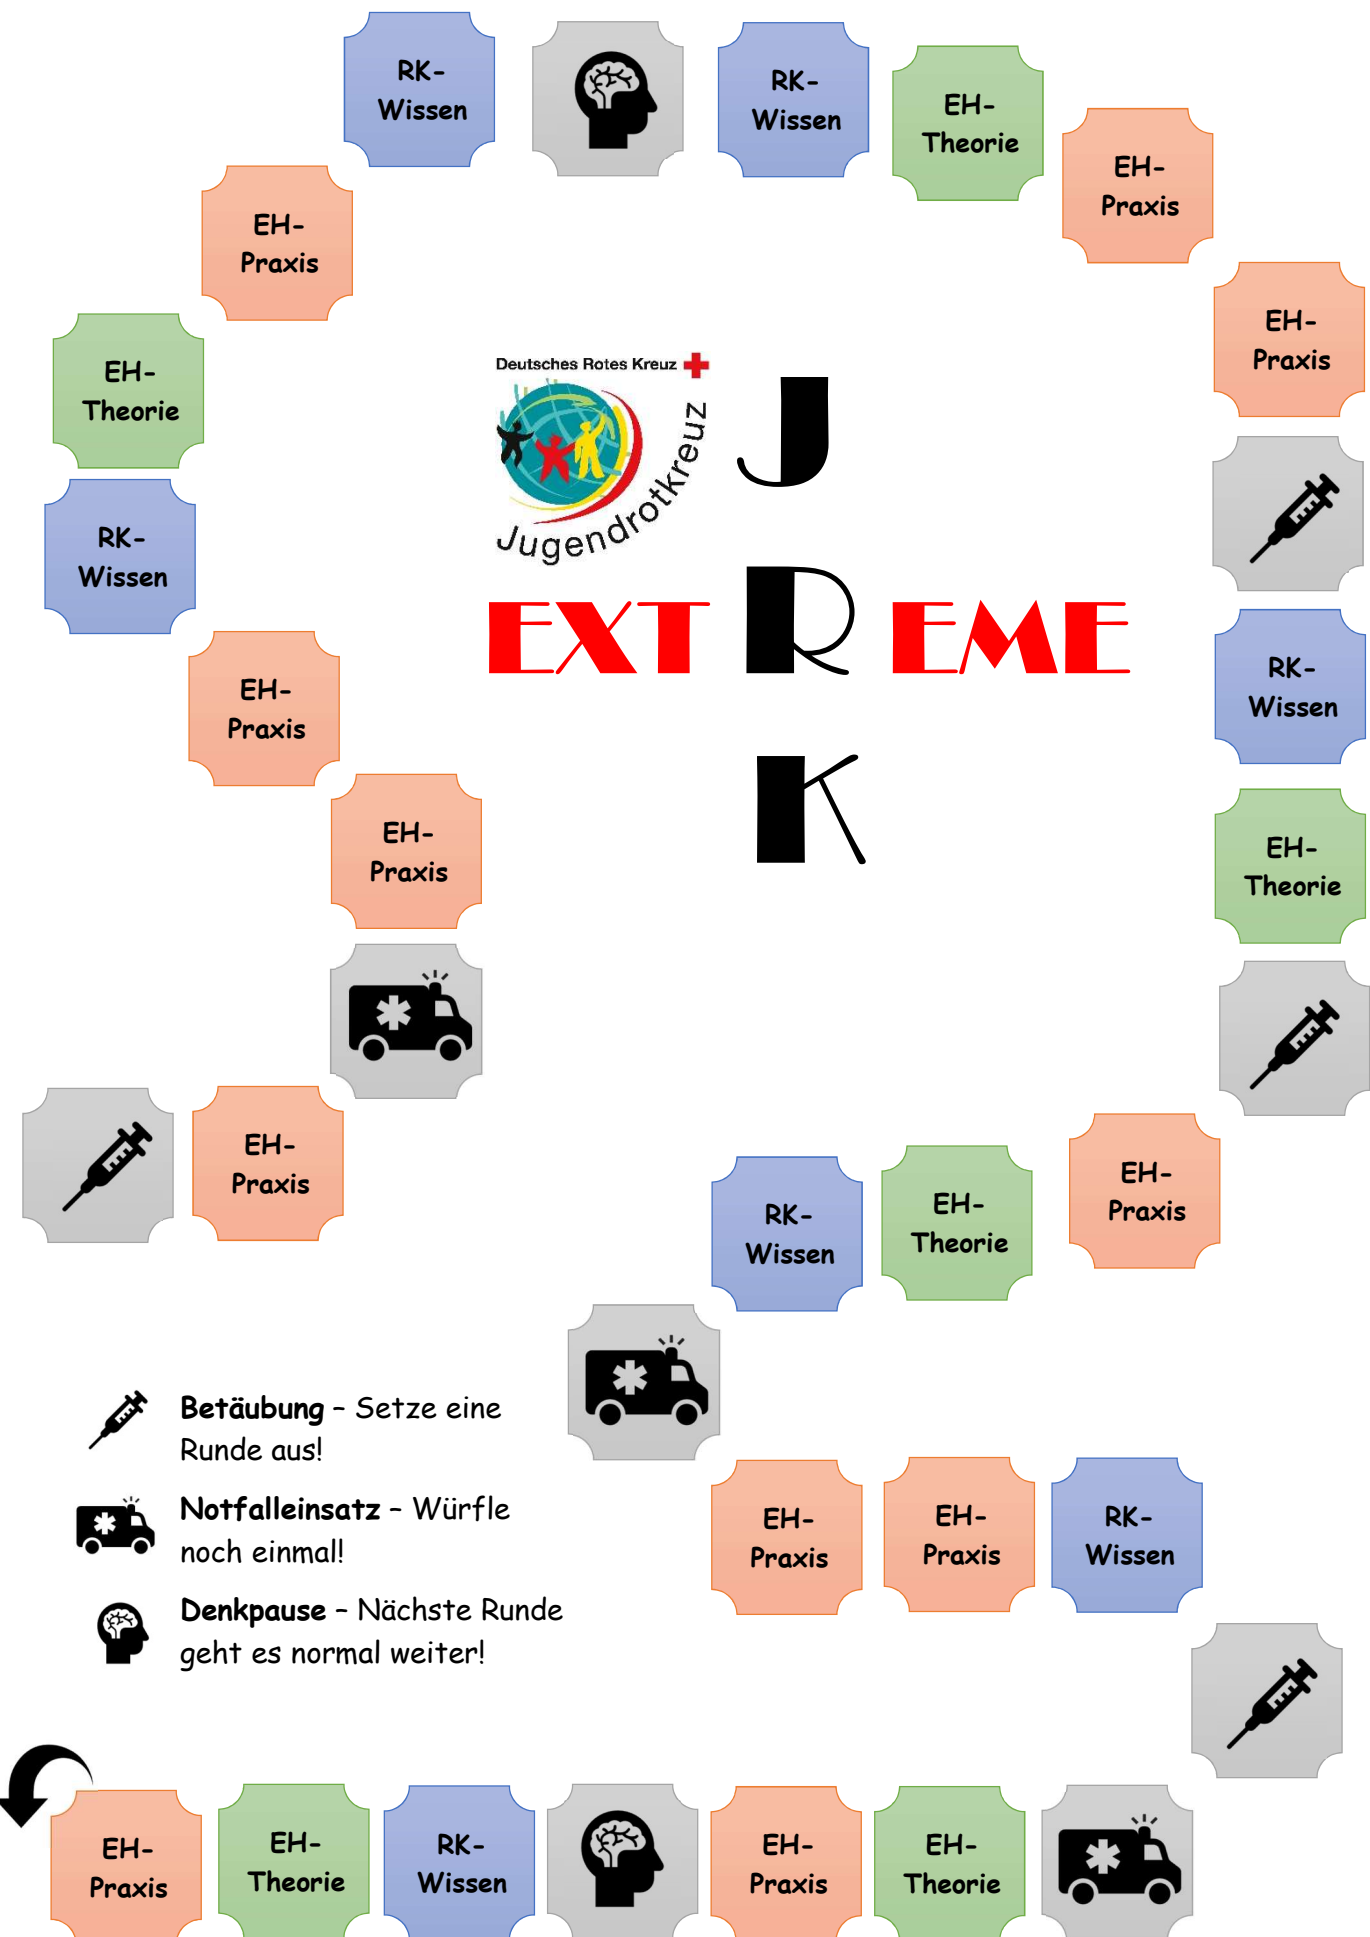 RK-
Wissen
RK-
Wissen
EH-
Theorie
EH-
Praxis
EH-
Praxis
EH-
Praxis
EH-
Theorie
RK-
Wissen
EH-
Praxis
EH-
Praxis
EH-
Praxis
Deutsches Rotes Kreuz
Jugendrotkreuz
J
EXTREME
K
RK-
Wissen
EH-
Theorie
EH-
Praxis
EH-
Theorie
RK-
Wissen
EH-
Praxis
EH-
Praxis
RK-
Wissen
Betäubung – Setze eine
Runde aus!
Notfalleinsatz – Würfle
noch einmal!
Denkpause – Nächste Runde
geht es normal weiter!
EH-
Praxis
EH-
Theorie
RK-
Wissen
EH-
Praxis
EH-
Theorie